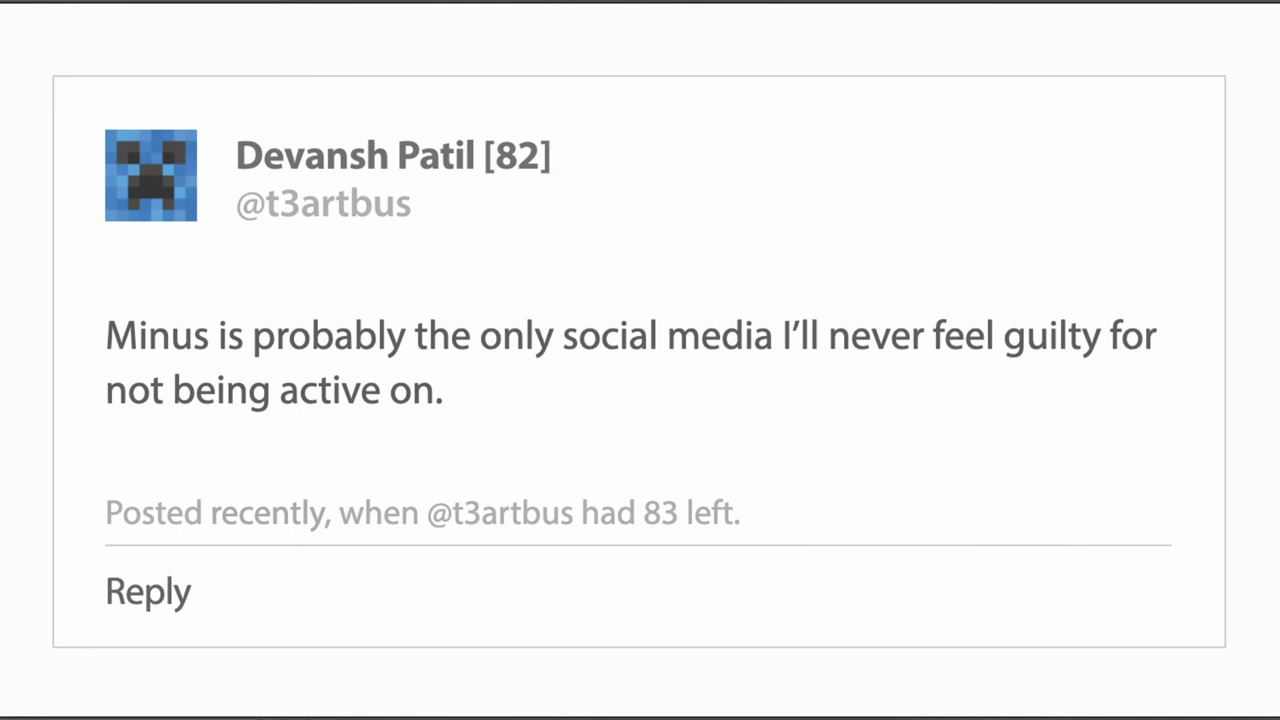 Devansh Patil [82]
@t3artbus
Minus is probably the only social media I’ll never feel guilty for
not being active on.
Posted recently, when @t3artbus had 83 left.
Reply